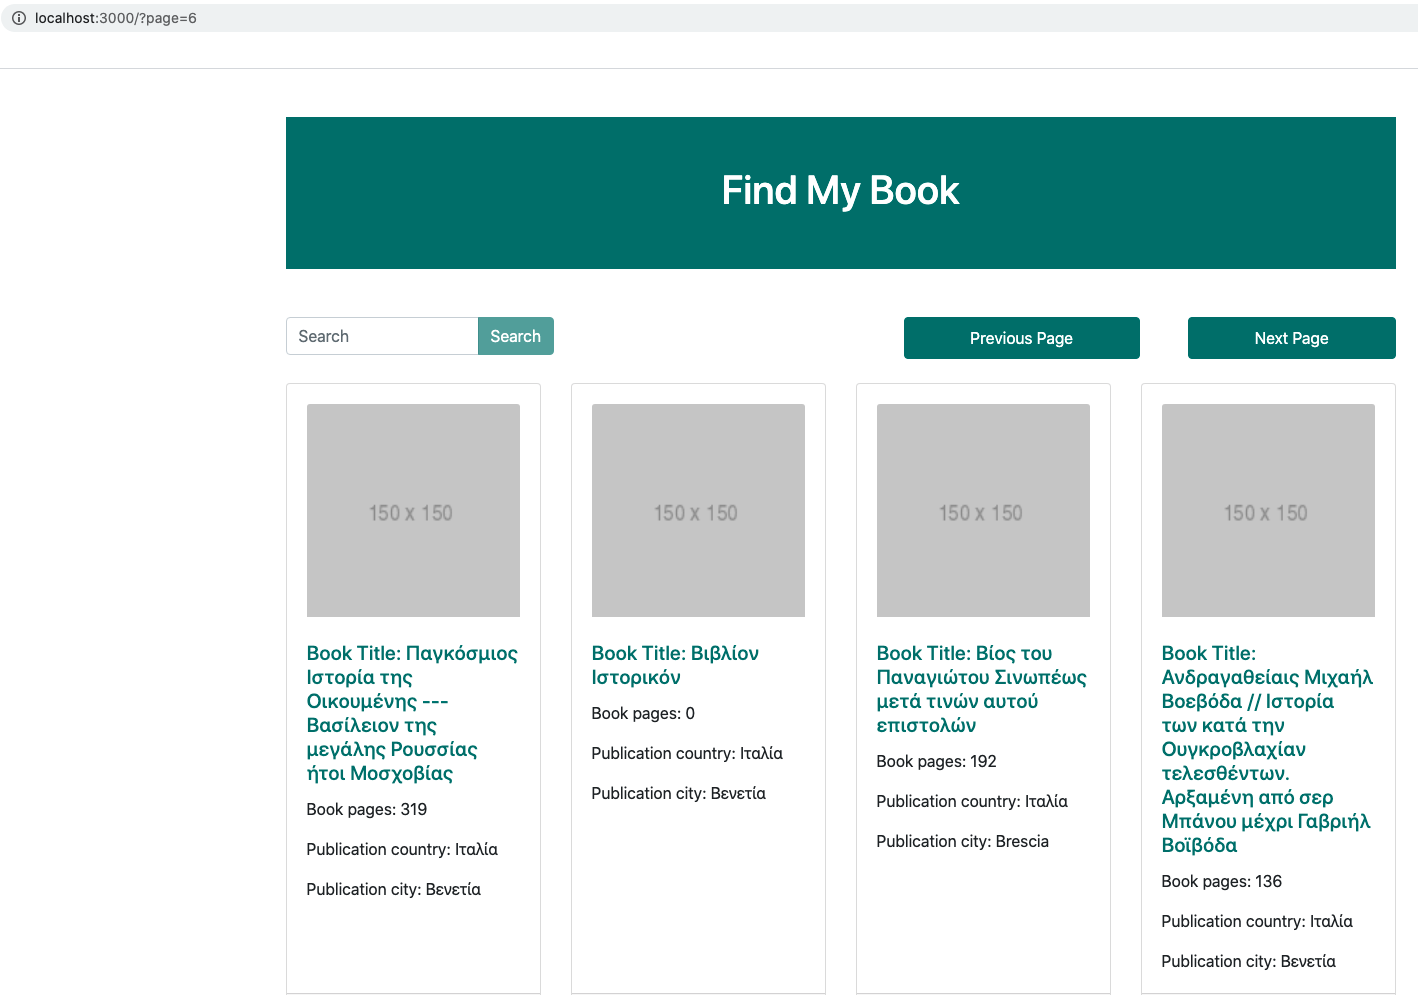 localhost:3000/?page=6
Find My Book
Search
Search
Previous Page
Next Page
150 x 150
Book Title: Παγκόσμιος
Ιστορία της
Οικουμένης ---
Βασίλειον της
μεγάλης Ρουσσίας
ήτοι Μοσχοβίας
Book pages: 319
Publication country: Ιταλία
Publication city: Βενετία
150 x 150
Book Title: Βιβλίον
Ιστορικόν
Book pages: 0
Publication country: Ιταλία
Publication city: Βενετία
150 x 150
Book Title: Βίος του
Παναγιώτου Σινωπέως
μετά τινών αυτού
επιστολών
Book pages: 192
Publication country: Ιταλία
Publication city: Brescia
150 x 150
Book Title:
Ανδραγαθείαις Μιχαήλ
Βοεβόδα // Ιστορία
των κατά την
Ουγκροβλαχίαν
τελεσθέντων.
Αρξαμένη από σερ
Μπάνου μέχρι Γαβριήλ
Βοϊβόδα
Book pages: 136
Publication country: Ιταλία
Publication city: Βενετία